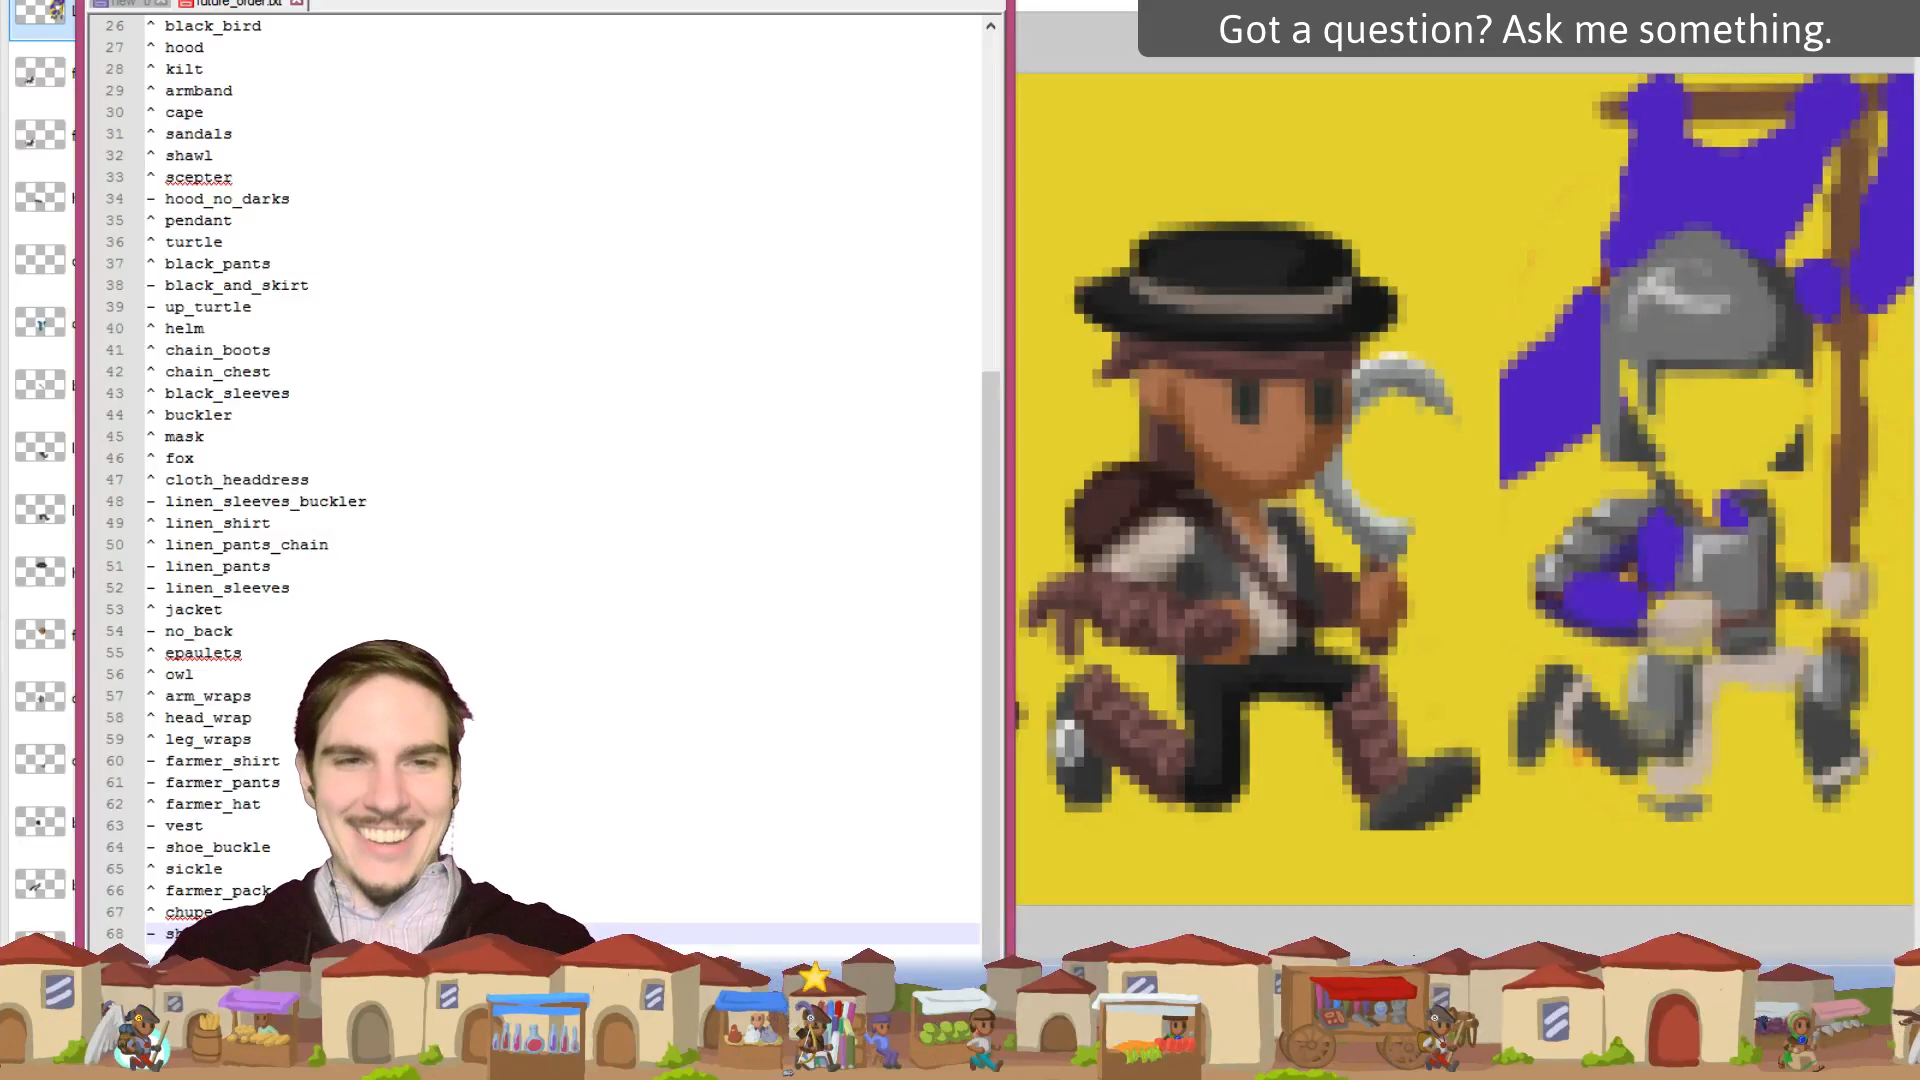 future_order.txt
Got a question? Ask me something.
26 ^ black_bird
27 ^ hood
28 ^ kilt
29 ^ armband
30 ^ cape
31 ^ sandals
32 ^ shawl
33 ^ scepter
34 - hood_no_darks
35 ^ pendant
36 ^ turtle
37 ^ black_pants
38 - black_and_skirt
39 - up_turtle
40 ^ helm
41 ^ chain_boots
42 ^ chain_chest
43 ^ black_sleeves
44 ^ buckler
45 ^ mask
46 ^ fox
47 ^ cloth_headdress
48 - linen_sleeves_buckler
49 ^ linen_shirt
50 ^ linen_pants_chain
51 - linen_pants
52 - linen_sleeves
53 ^ jacket
54 - no_back
55 ^ epaulets
56 ^ owl
57 ^ arm_wraps
58 ^ head_wrap
59 ^ leg_wraps
60 - farmer_shirt
61 - farmer_pants
62 ^ farmer_hat
63 - vest
64 - shoe_buckle
65 ^ sickle
66 ^ farmer_pack
67 ^ chupe
68 -